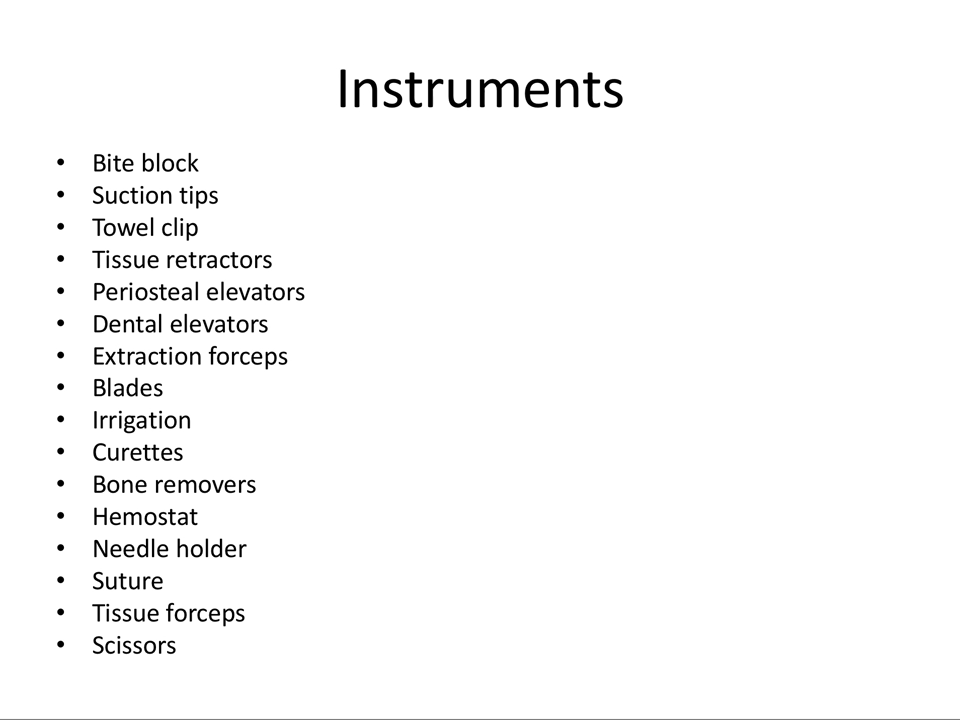 Instruments
• Bite block
• Suction tips
• Towel clip
• Tissue retractors
• Periosteal elevators
• Dental elevators
• Extraction forceps
• Blades
• Irrigation
• Curettes
• Bone removers
• Hemostat
• Needle holder
• Suture
• Tissue forceps
• Scissors